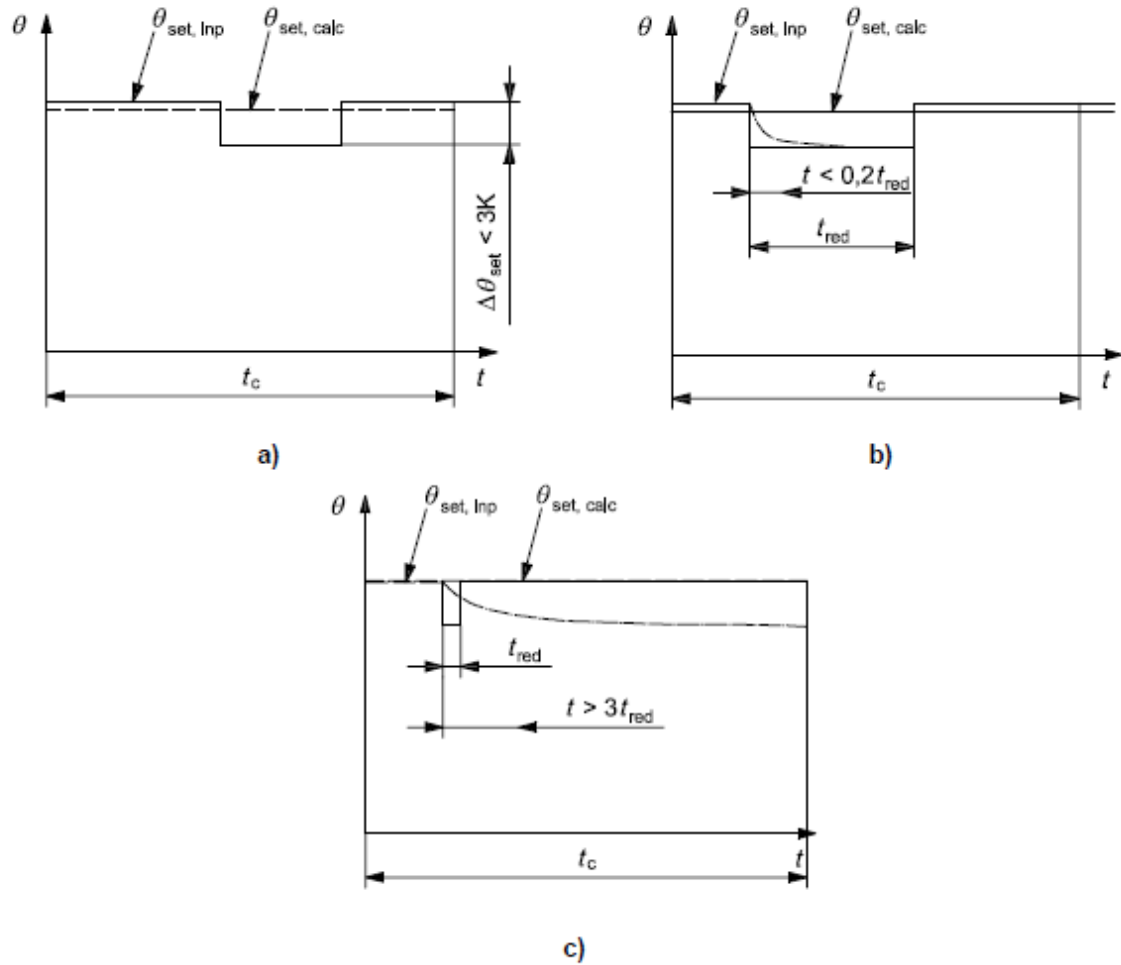 θ
θset, Inp
θset, calc
Δθset < 3K
tc
t
a)
θ
θset, Inp
θset, calc
t < 0,2tred
tred
tc
t
b)
θ
θset, Inp
θset, calc
tred
t > 3tred
tc
t
c)